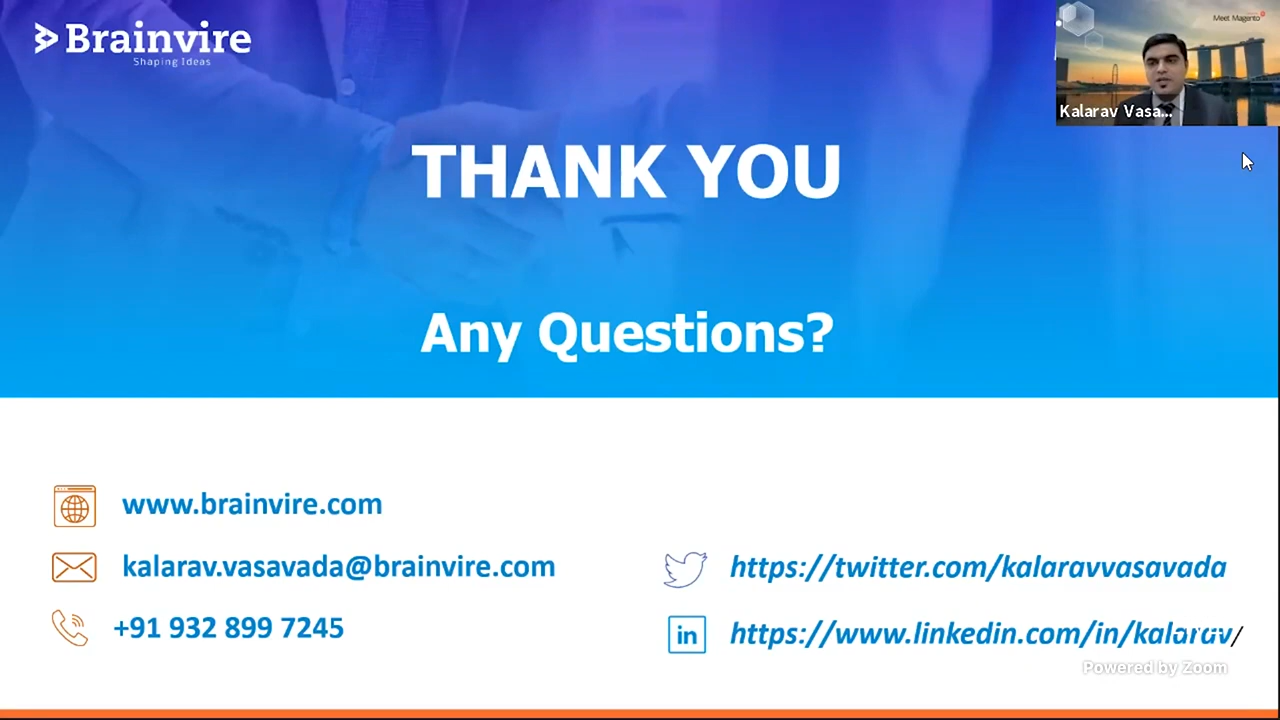 Brainvire
Shaping Ideas
Meet Magento
Kalarav Vasa...
THANK YOU
Any Questions?
www.brainvire.com
kalarav.vasavada@brainvire.com
+91 932 899 7245
https://twitter.com/kalaravvasavada
https://www.linkedin.com/in/kalarav/
Powered by Zoom